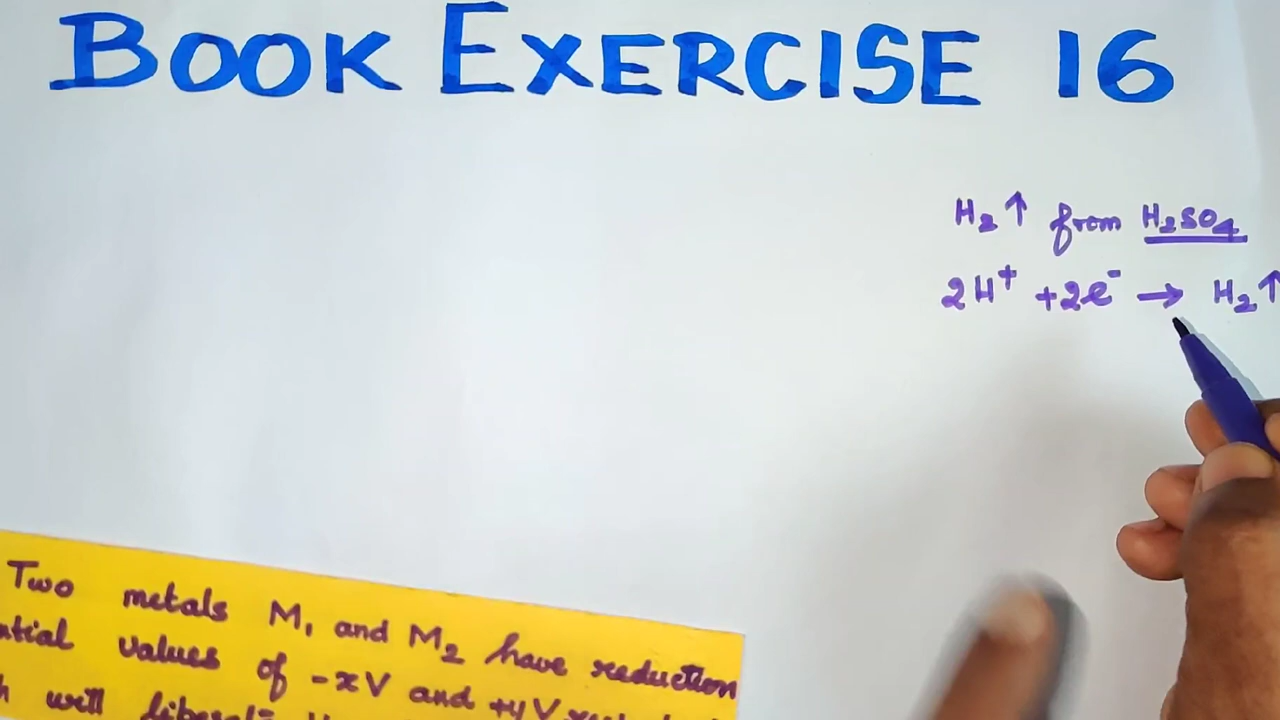 BOOK EXERCISE 16
H₂↑ from H₂SO₄
2H⁺ + 2e⁻ → H₂↑
Two metals M₁ and M₂ have reduction
values of -xV and +yV
will